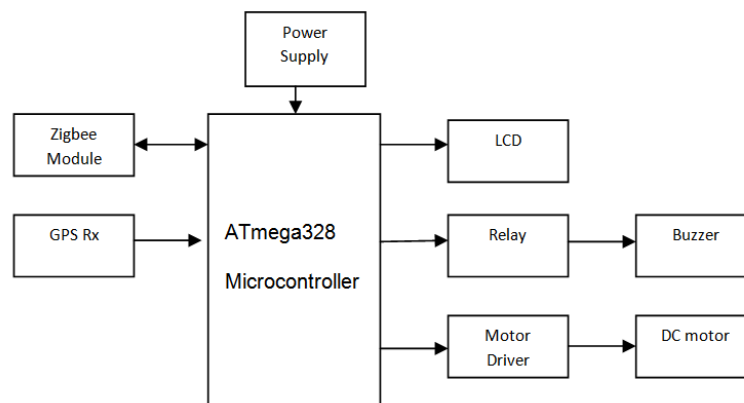 Power
Supply
Zigbee
Module
LCD
GPS Rx
ATmega328
Microcontroller
Relay
Buzzer
Motor
Driver
DC motor